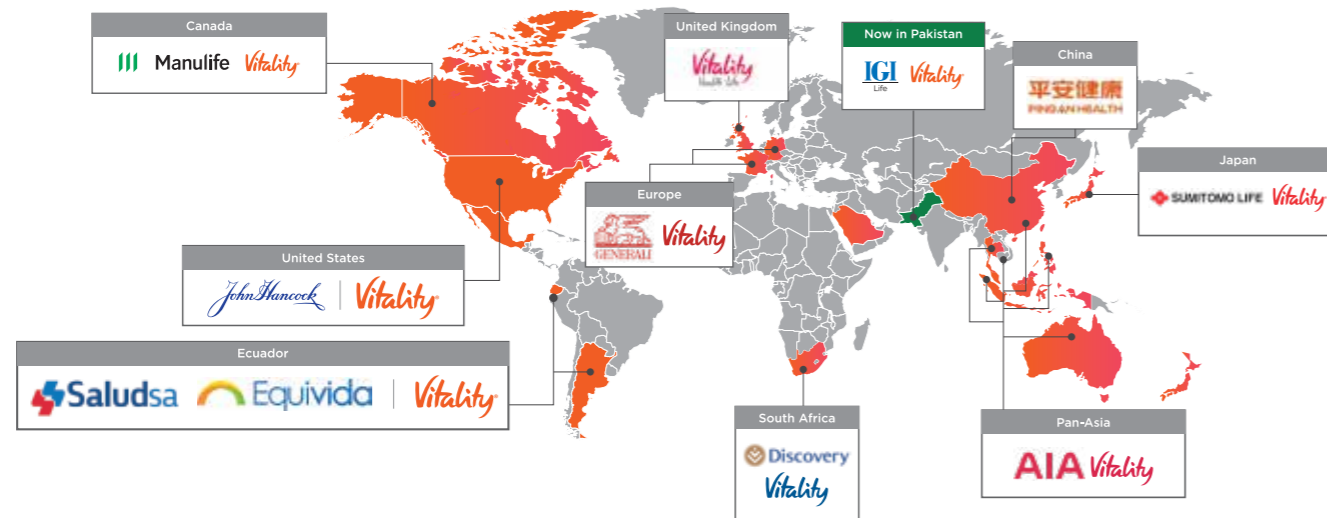 Canada
Manulife Vitality
United Kingdom
Vitality
Health Life
Now in Pakistan
IGI
Life
Vitality
China
平安健康
PING AN HEALTH
Japan
SUMITOMO LIFE Vitality
Europe
GENERALI
Vitality
United States
John Hancock Vitality
Ecuador
Saludsa Equivida Vitality
South Africa
Discovery
Vitality
Pan-Asia
AIA Vitality